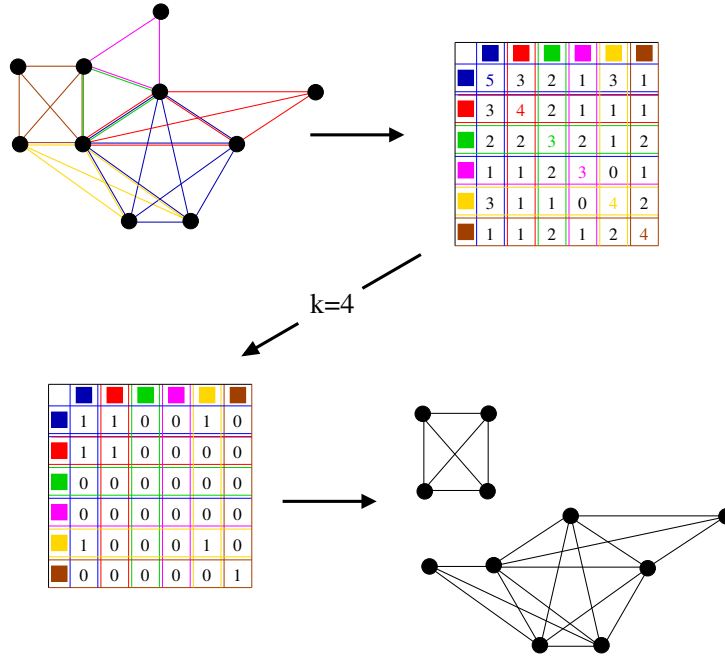 5 3 2 1 3 1
3 4 2 1 1 1
2 2 3 2 1 2
1 1 2 3 0 1
3 1 1 0 4 2
1 1 2 1 2 4
k=4
1 1 0 0 1 0
1 1 0 0 0 0
0 0 0 0 0 0
0 0 0 0 0 0
1 0 0 0 1 0
0 0 0 0 0 1